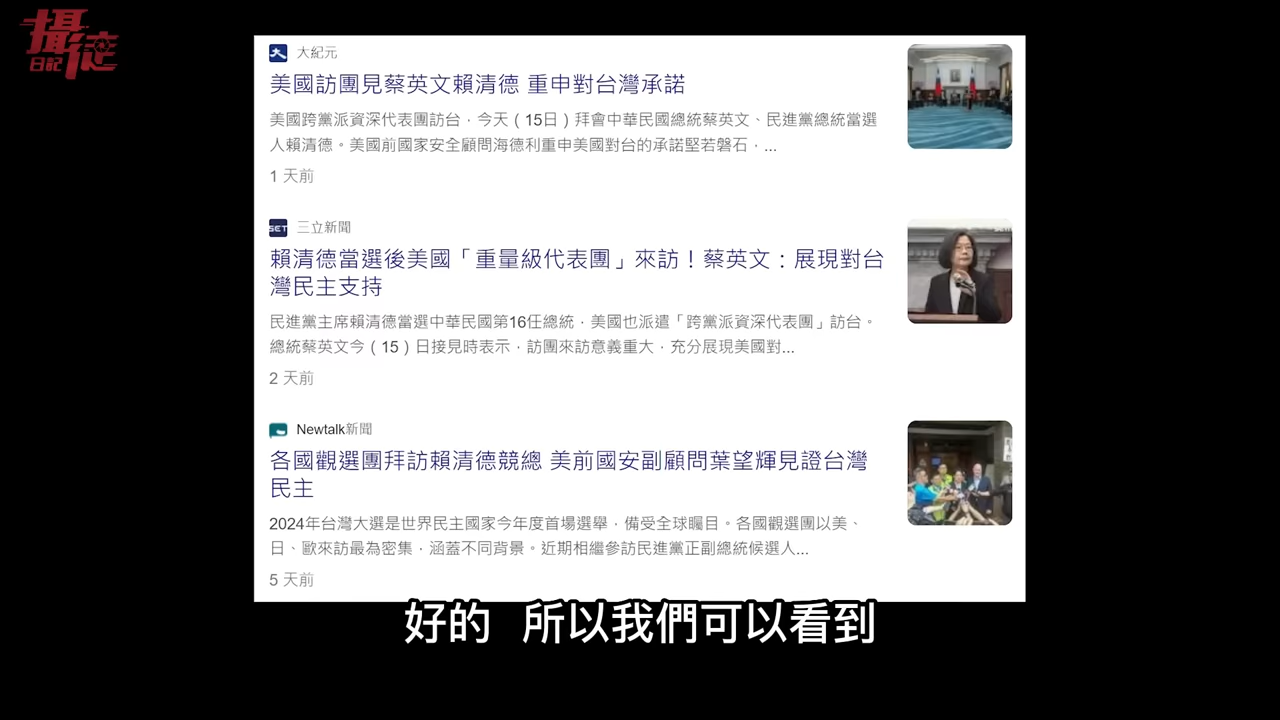 攝徒
日記
大紀元
美國訪團見蔡英文賴清德 重申對台灣承諾
美國跨黨派資深代表團訪台，今天（15日）拜會中華民國總統蔡英文、民進黨總統當選
人賴清德。美國前國家安全顧問海德利重申美國對台的承諾堅若磐石，...
1 天前
SET 三立新聞
賴清德當選後美國「重量級代表團」來訪！蔡英文：展現對台
灣民主支持
民進黨主席賴清德當選中華民國第16任總統，美國也派遣「跨黨派資深代表團」訪台。
總統蔡英文今（15）日接見時表示，訪團來訪意義重大，充分展現美國對...
2 天前
Newtalk新聞
各國觀選團拜訪賴清德競總 美前國安副顧問葉望輝見證台灣
民主
2024年台灣大選是世界民主國家今年度首場選舉，備受全球矚目。各國觀選團以美、
日、歐來訪最為密集，涵蓋不同背景。近期相繼參訪民進黨正副總統候選人...
5 天前
好的 所以我們可以看到